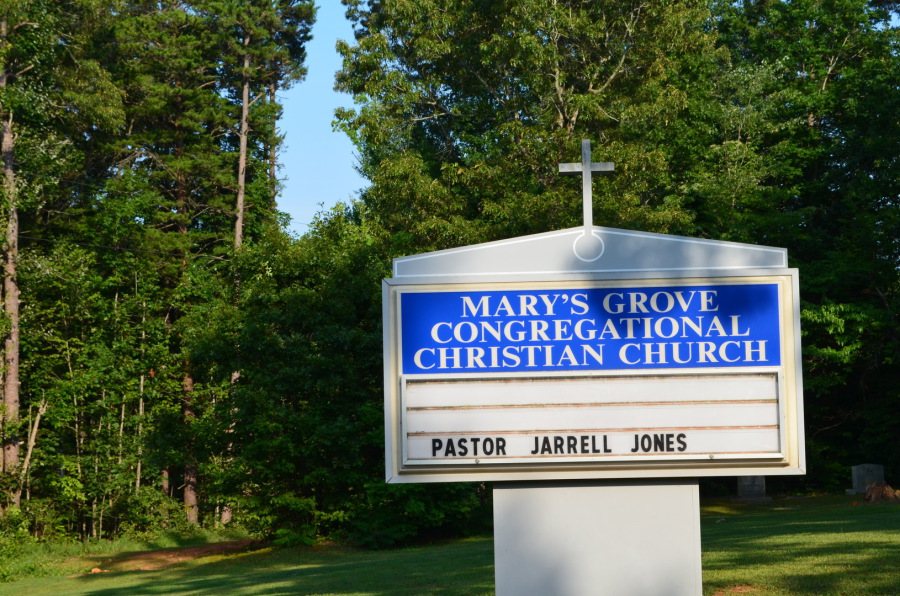 MARY'S GROVE
CONGREGATIONAL
CHRISTIAN CHURCH
PASTOR JARRELL JONES